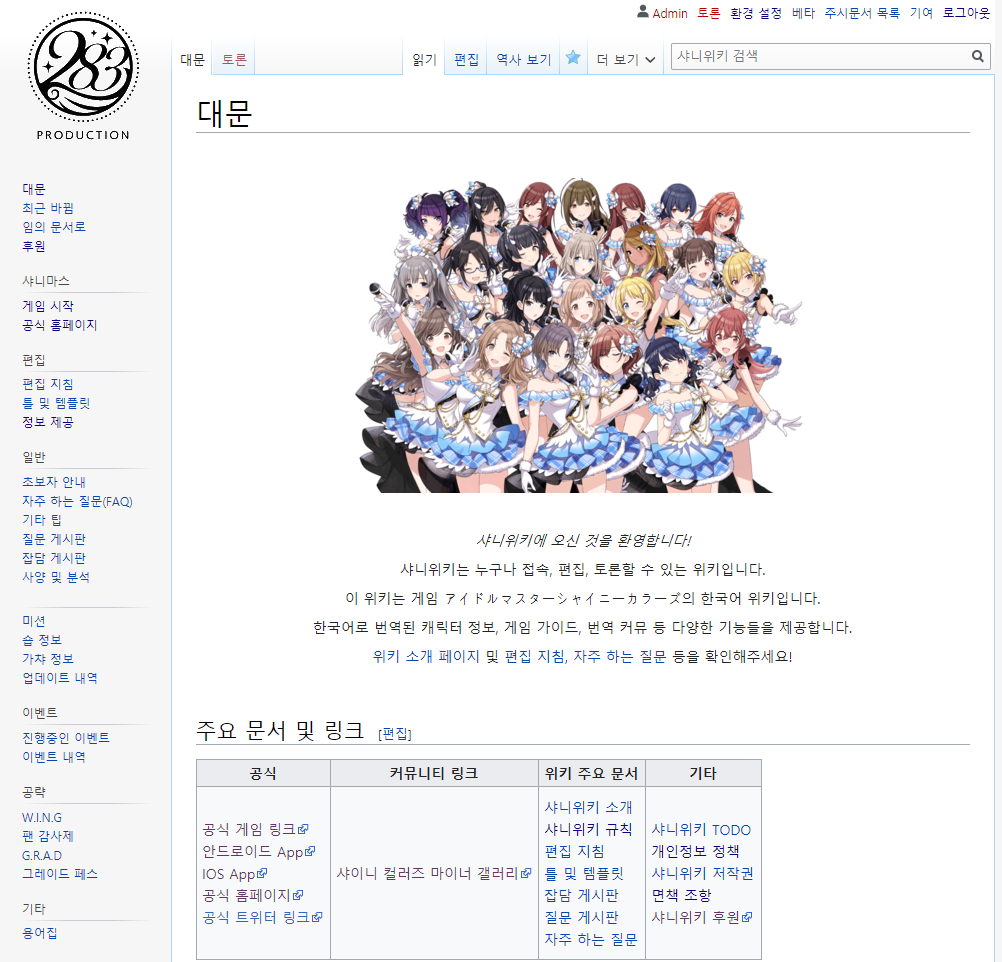 Admin 토론 환경 설정 베타 주시문서 목록 기여 로그아웃
283
PRODUCTION
대문 토론 읽기 편집 역사 보기 더 보기 샤니위키 검색
대문
최근 바뀜
임의 문서로
후원
샤니마스
게임 시작
공식 홈페이지
편집
편집 지침
틀 및 템플릿
정보 제공
일반
초보자 안내
자주 하는 질문(FAQ)
기타 팁
질문 게시판
잡담 게시판
사양 및 분석
미션
숍 정보
가챠 정보
업데이트 내역
이벤트
진행중인 이벤트
이벤트 내역
공략
W.I.N.G
팬 감사제
G.R.A.D
그레이드 페스
기타
용어집
대문
샤니위키에 오신 것을 환영합니다!
샤니위키는 누구나 접속, 편집, 토론할 수 있는 위키입니다.
이 위키는 게임 アイドルマスターシャイニーカラーズ의 한국어 위키입니다.
한국어로 번역된 캐릭터 정보, 게임 가이드, 번역 커뮤 등 다양한 기능들을 제공합니다.
위키 소개 페이지 및 편집 지침, 자주 하는 질문 등을 확인해주세요!
주요 문서 및 링크 [편집]
공식 커뮤니티 링크 위키 주요 문서 기타
공식 게임 링크
안드로이드 App
IOS App
공식 홈페이지
공식 트위터 링크
샤이니 컬러즈 마이너 갤러리
샤니위키 소개
샤니위키 규칙
편집 지침
틀 및 템플릿
잡담 게시판
질문 게시판
자주 하는 질문
샤니위키 TODO
개인정보 정책
샤니위키 저작권
면책 조항
샤니위키 후원